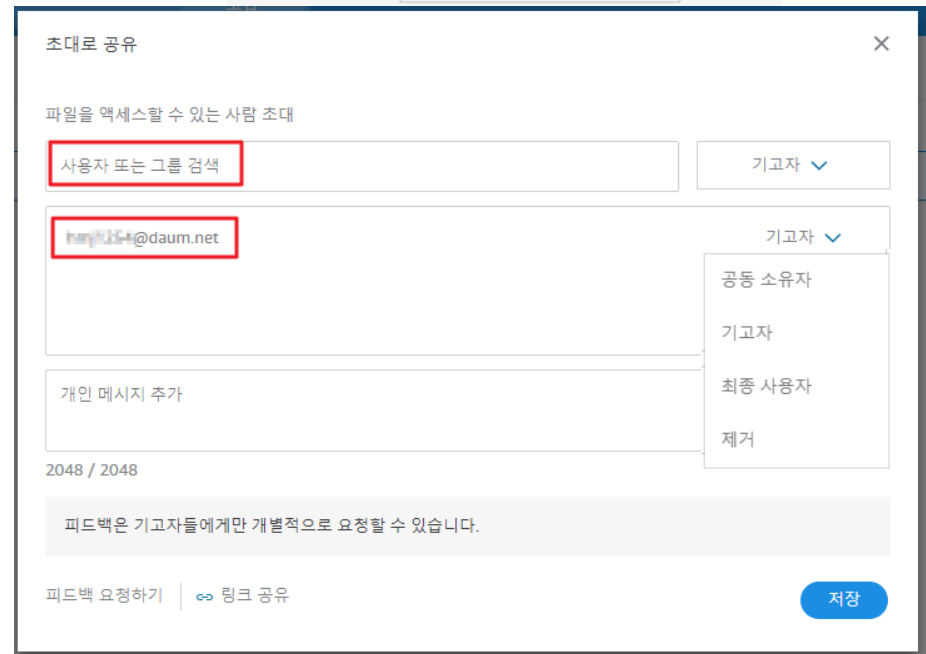 초대로 공유
파일을 액세스할 수 있는 사람 초대
사용자 또는 그룹 검색
기고자
@daum.net
기고자
공동 소유자
기고자
최종 사용자
제거
개인 메시지 추가
2048 / 2048
피드백은 기고자들에게만 개별적으로 요청할 수 있습니다.
피드백 요청하기
링크 공유
저장